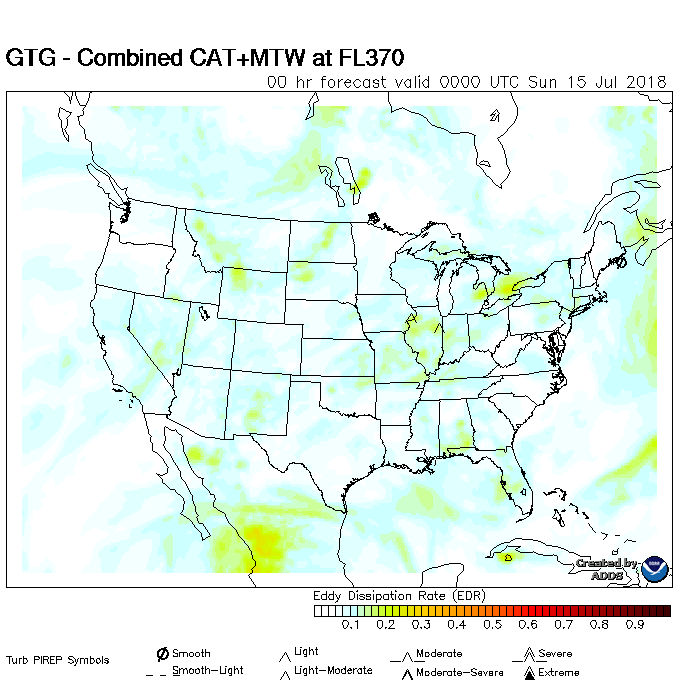 GTG - Combined CAT+MTW at FL370
00 hr forecast valid 0000 UTC Sun 15 Jul 2018
Created by
ADDS
Eddy Dissipation Rate (EDR)
0.1 0.2 0.3 0.4 0.5 0.6 0.7 0.8 0.9
Turb PIREP Symbols
Smooth Light Moderate Severe
Smooth-Light Light-Moderate Moderate-Severe Extreme